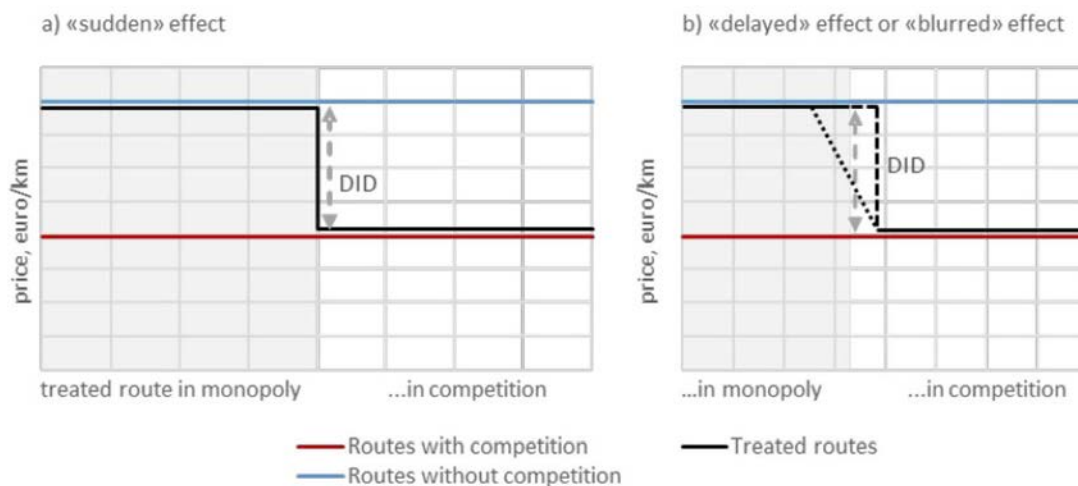 a) «sudden» effect
b) «delayed» effect or «blurred» effect
price, euro/km
DID
price, euro/km
DID
treated route in monopoly
...in competition
...in monopoly
...in competition
Routes with competition
Treated routes
Routes without competition